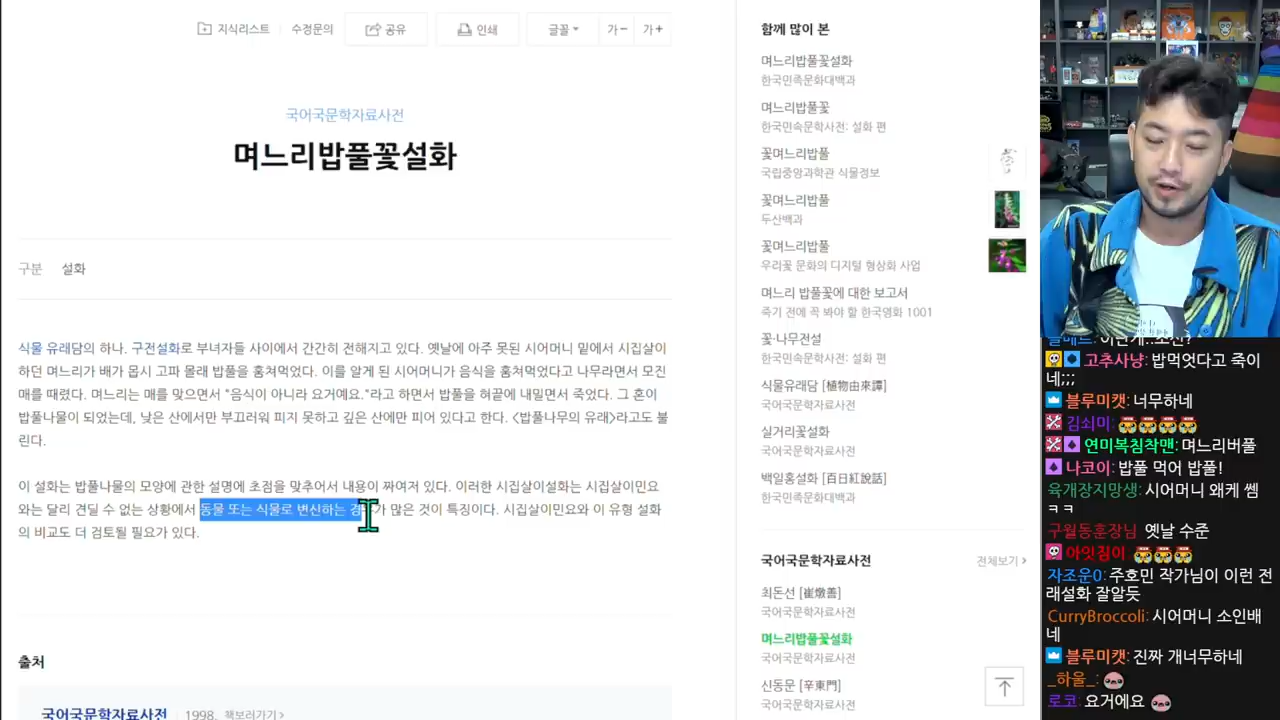 지식리스트
수정문의
공유
인쇄
글꼴
가-
가+
국어국문학자료사전
며느리밥풀꽃설화
구분 설화
식물 유래담의 하나. 구전설화로 부녀자들 사이에서 간간히 전해지고 있다. 옛날에 아주 못된 시어머니 밑에서 시집살이
하던 며느리가 배가 몹시 고파 몰래 밥풀을 훔쳐먹었다. 이를 알게 된 시어머니가 음식을 훔쳐먹었다고 나무라면서 모진
매를 때렸다. 며느리는 매를 맞으면서 "음식이 아니라 요거예요."라고 하면서 밥풀을 혀끝에 내밀면서 죽었다. 그 혼이
밥풀나물이 되었는데, 낮은 산에서만 부끄러워 피지 못하고 깊은 산에만 피어 있다고 한다. <밥풀나무의 유래>라고도 불
린다.
이 설화는 밥풀나물의 모양에 관한 설명에 초점을 맞추어서 내용이 짜여져 있다. 이러한 시집살이설화는 시집살이민요
와는 달리 견딜 수 없는 상황에서 동물 또는 식물로 변신하는 경우가 많은 것이 특징이다. 시집살이민요와 이 유형 설화
의 비교도 더 검토될 필요가 있다.
출처
국어국문학자료사전 1998. 책보러가기>
함께 많이 본
며느리밥풀꽃설화
한국민족문화대백과
며느리밥풀꽃
한국민속문학사전: 설화 편
꽃며느리밥풀
국립중앙과학관 식물정보
꽃며느리밥풀
두산백과
꽃며느리밥풀
우리꽃 문화의 디지털 형상화 사업
며느리 밥풀꽃에 대한 보고서
죽기 전에 꼭 봐야 할 한국영화 1001
꽃·나무전설
한국민속문학사전: 설화 편
식물유래담 [植物由來譚]
국어국문학자료사전
실거리꽃설화
국어국문학자료사전
백일홍설화 [百日紅說話]
한국민족문화대백과
국어국문학자료사전
전체보기 >
최돈선 [崔燉善]
국어국문학자료사전
며느리밥풀꽃설화
국어국문학자료사전
신동문 [辛東門]
국어국문학자료사전
고추사냥: 밥먹엇다고 죽이
네;;;
블루미캣: 너무하네
김쇠미:
연미복침착맨: 며느리버풀
나코이: 밥풀 먹어 밥풀!
육개장지망생: 시어머니 왜케 쎔
ㅋㅋ
구월동훈장님 옛날 수준
아잇짐이:
자조운0: 주호민 작가님이 이런 전
래설화 잘알듯
CurryBroccoli: 시어머니 소인배
네
블루미캣: 진짜 개너무하네
_하울_:
로코: 요거에요